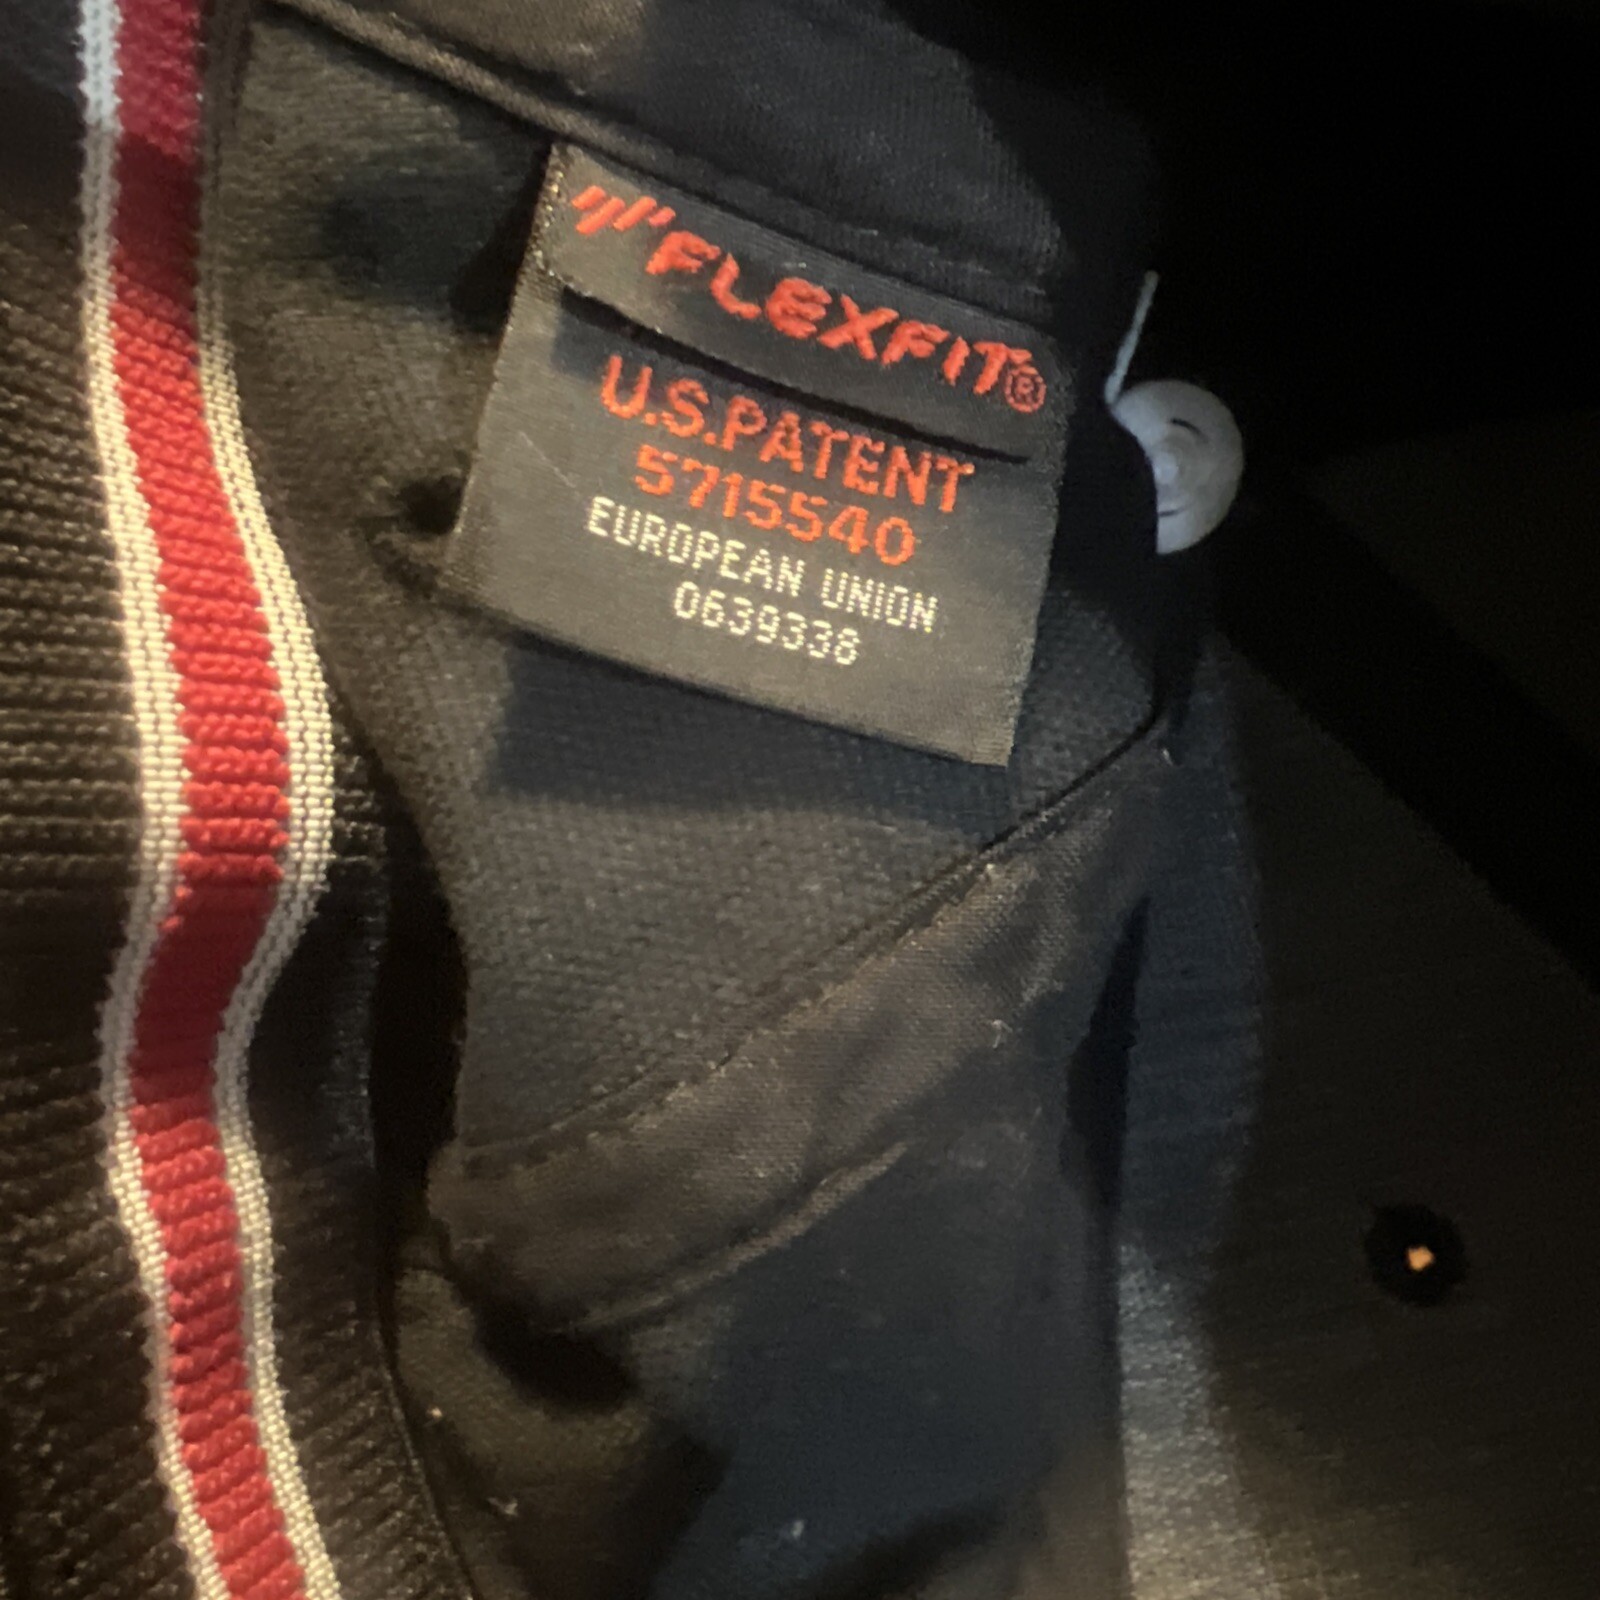 FLEXFIT®
U.S.PATENT
5715540
EUROPEAN UNION
0639338